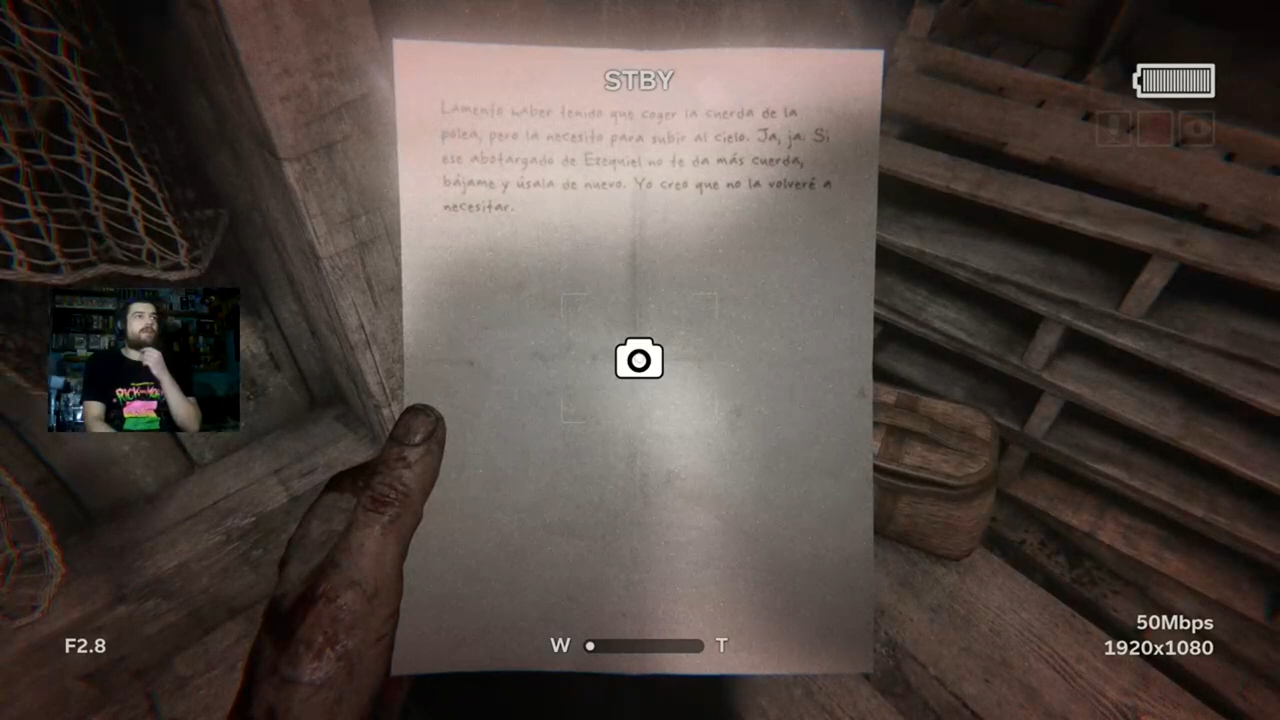 STBY
Lamento haber tenido que coger la cuerda de la
polea, pero la necesito para subir al cielo. Ja, ja. Si
ese abotargado de Ezequiel no te da más cuerda,
bájame y úsala de nuevo. Yo creo que no la volveré a
necesitar.
F2.8
W T
50Mbps
1920x1080